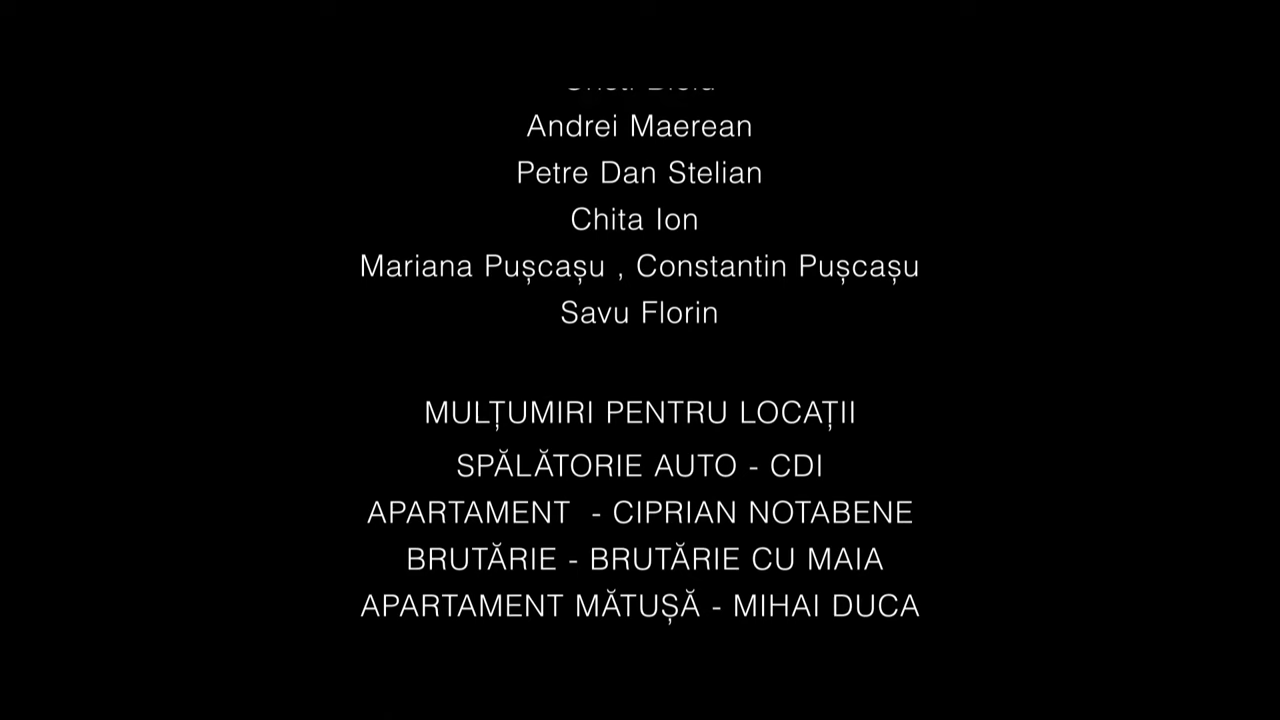 Andrei Maerean
Petre Dan Stelian
Chita Ion
Mariana Pușcașu , Constantin Pușcașu
Savu Florin
MULȚUMIRI PENTRU LOCAȚII
SPĂLĂTORIE AUTO - CDI
APARTAMENT - CIPRIAN NOTABENE
BRUTĂRIE - BRUTĂRIE CU MAIA
APARTAMENT MĂTUȘĂ - MIHAI DUCA